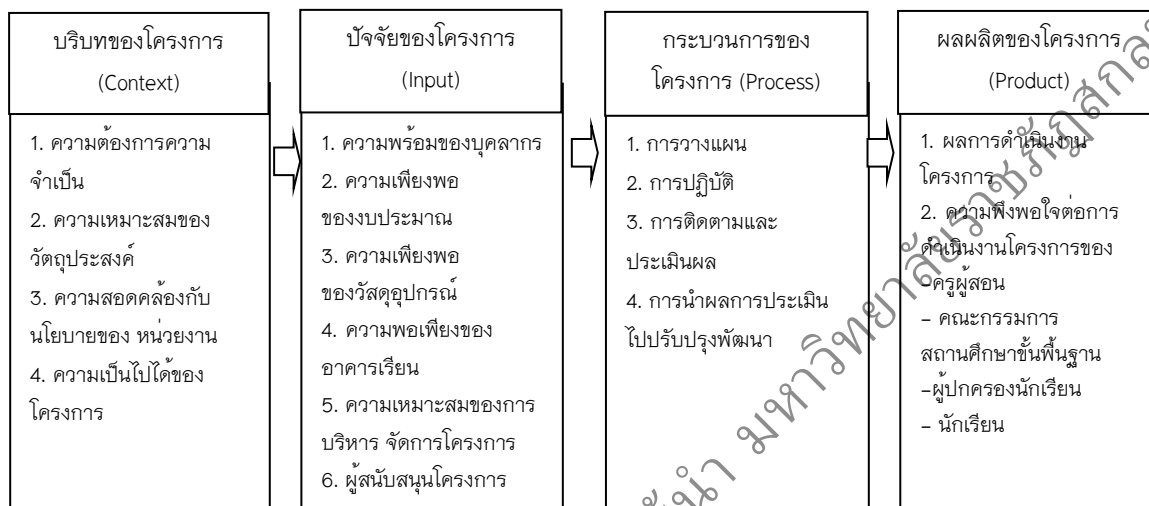 บริบทของโครงการ
(Context)
1. ความต้องการความ
จำเป็น
2. ความเหมาะสมของ
วัตถุประสงค์
3. ความสอดคล้องกับ
นโยบายของ หน่วยงาน
4. ความเป็นไปได้ของ
โครงการ
ปัจจัยของโครงการ
(Input)
1. ความพร้อมของบุคลากร
2. ความเพียงพอ
ของงบประมาณ
3. ความเพียงพอ
ของวัสดุอุปกรณ์
4. ความพอเพียงของ
อาคารเรียน
5. ความเหมาะสมของการ
บริหาร จัดการโครงการ
6. ผู้สนับสนุนโครงการ
กระบวนการของ
โครงการ (Process)
1. การวางแผน
2. การปฏิบัติ
3. การติดตามและ
ประเมินผล
4. การนำผลการประเมิน
ไปปรับปรุงพัฒนา
ผลผลิตของโครงการ
(Product)
1. ผลการดำเนินงาน
โครงการ
2. ความพึงพอใจต่อการ
ดำเนินงานโครงการของ
-ครูผู้สอน
- คณะกรรมการ
สถานศึกษาขั้นพื้นฐาน
-ผู้ปกครองนักเรียน
- นักเรียน
มหาวิทยาลัยราชภัฏสกล